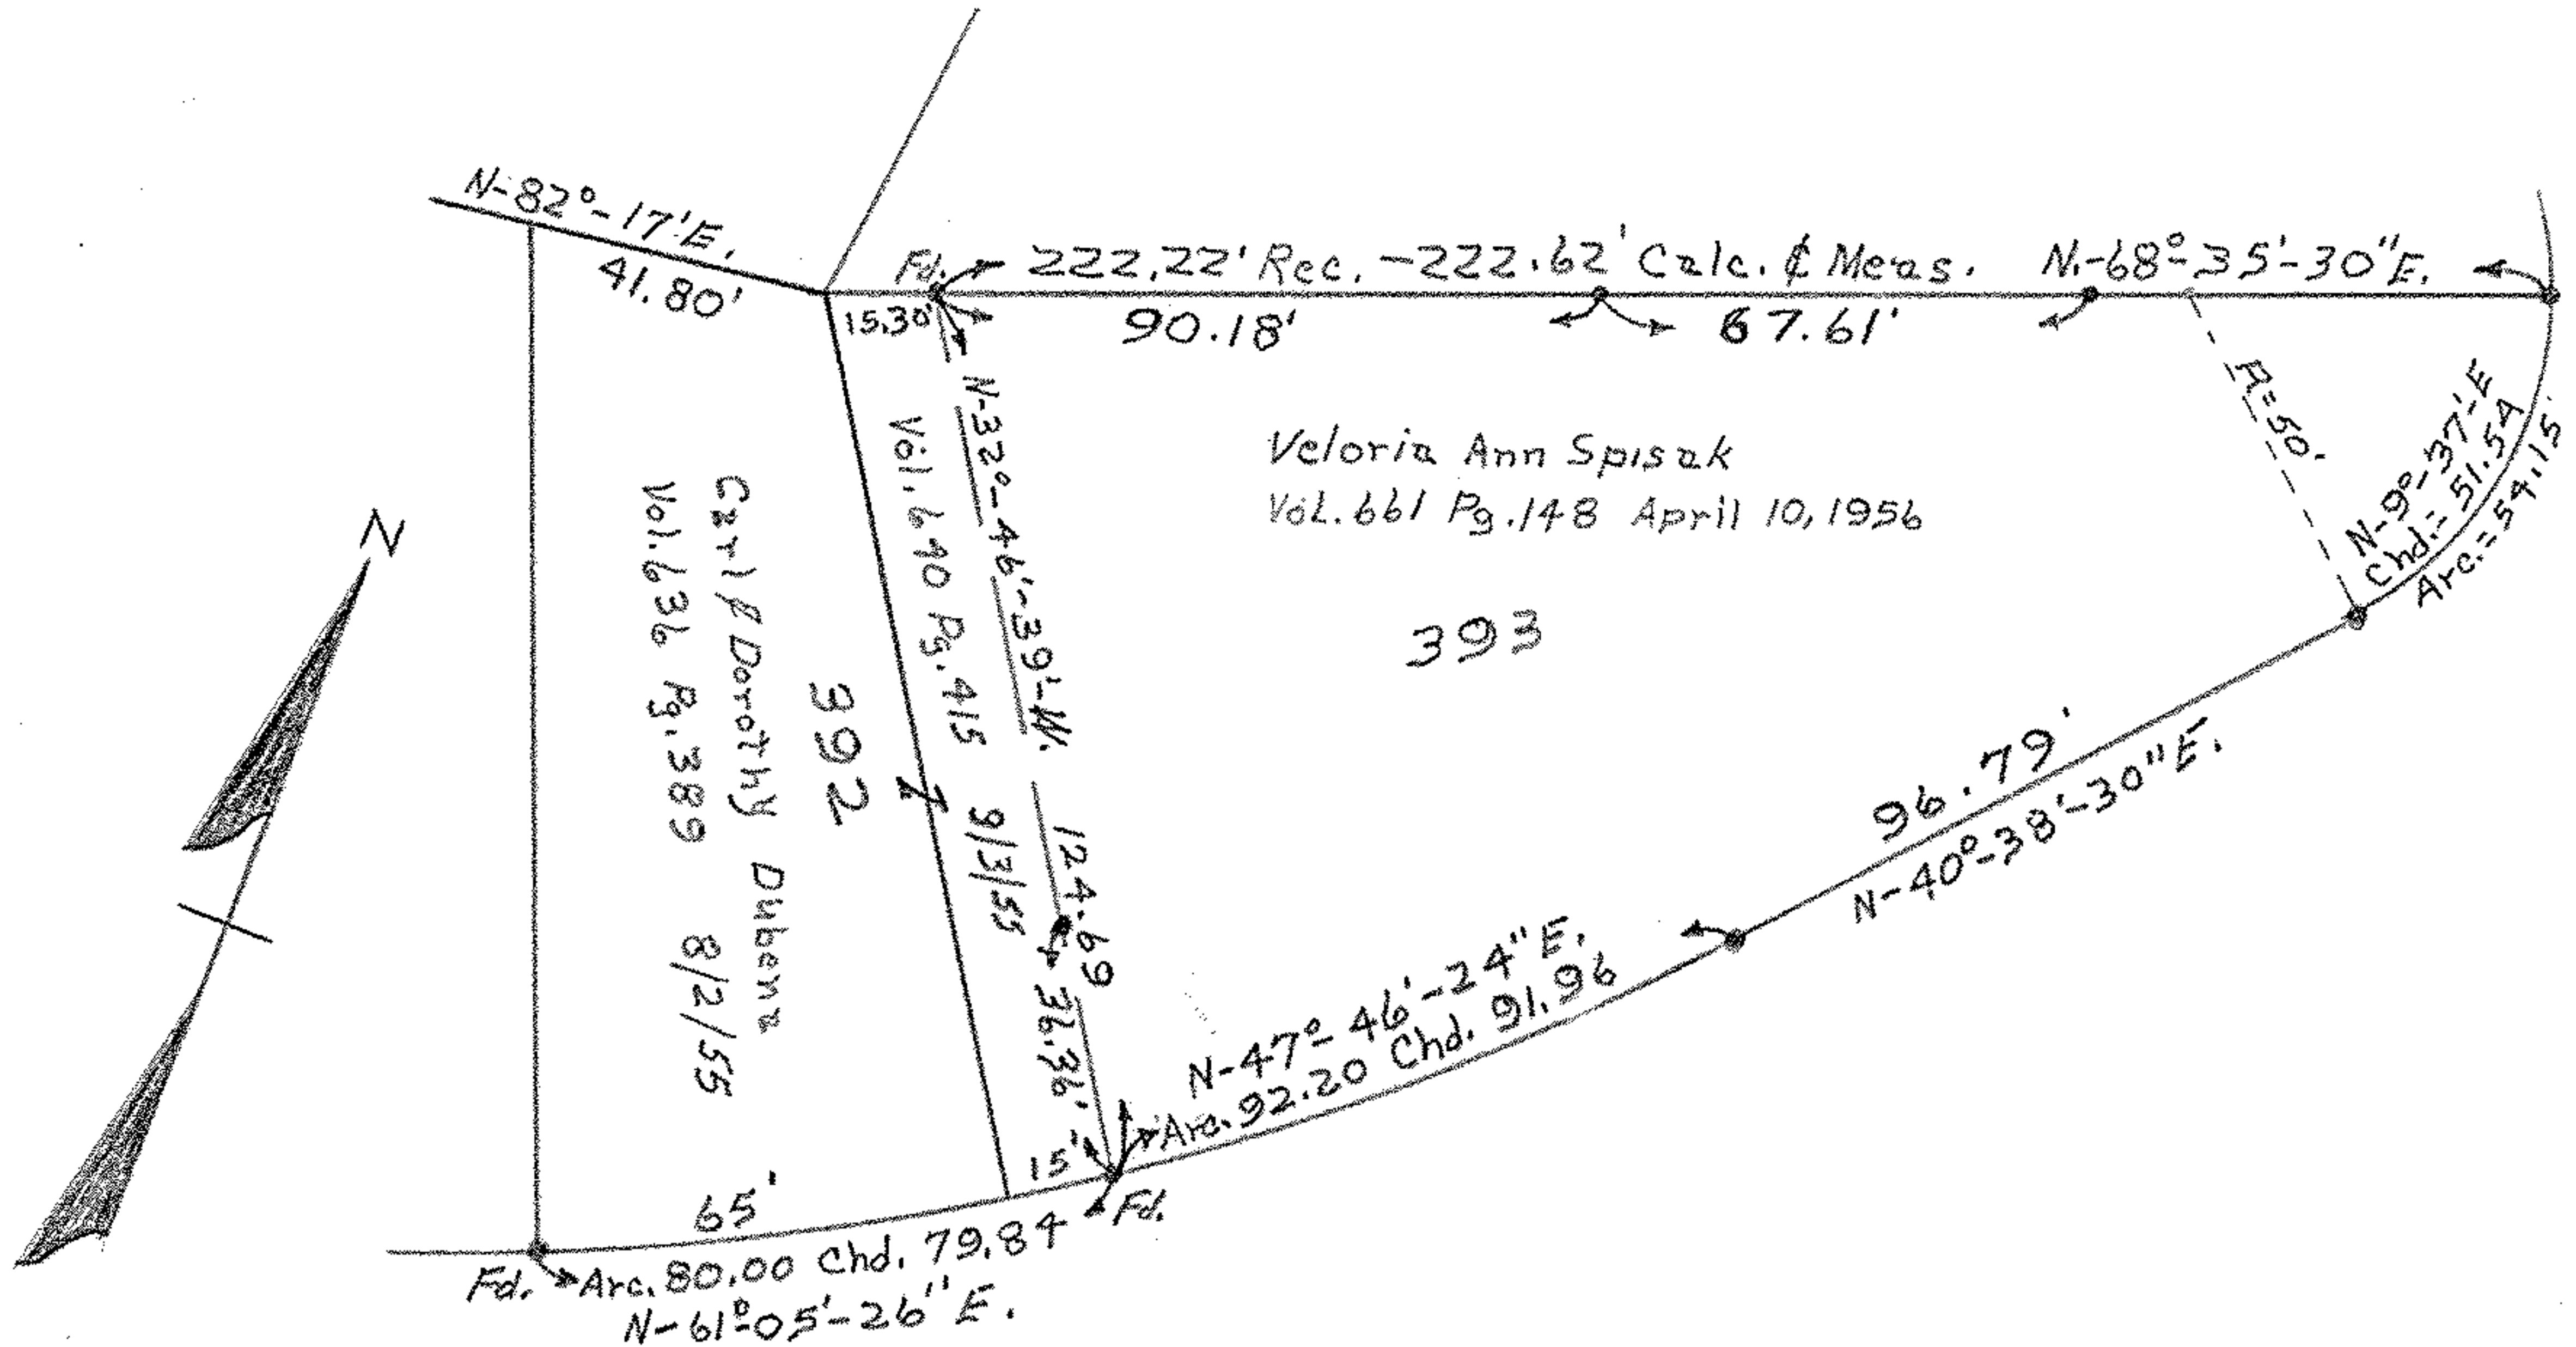 N-82°-17'E.
41.80'
Fd.
222.22' Rec. -222.62' Calc. & Meas.
N.-68°-35'-30"E.
15.30'
90.18'
67.61'
R=50'
N-9°-37'-E
Chd.=51.54
Arc.=54.15
Veloria Ann Spisak
Vol.661 Pg.148 April 10, 1956
393
N
N-32°-46'-39"-W.
124.69
36.36'
Vol.640 Pg.415 9/3/55
Carl & Dorothy Dubena
Vol.636 Pg.389 8/2/55
392
96.79'
N-40°-38'-30"E.
N-47°-46'-24"E.
Arc.92.20 Chd.91.96
15'
65'
Fd.
Fd.
Arc.80.00 Chd.79.84
N-61°-05'-26"E.